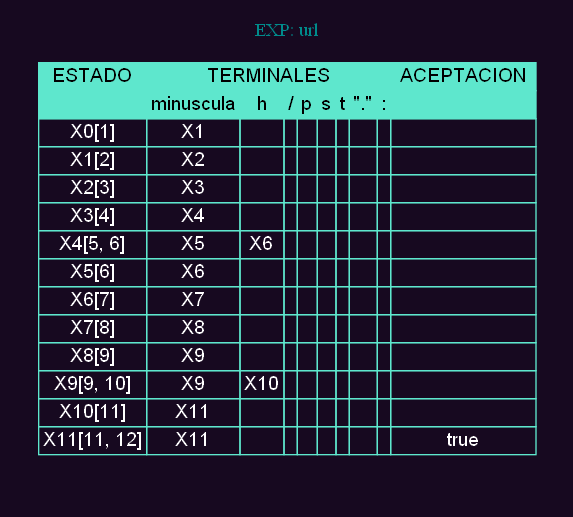 EXP: url
ESTADO TERMINALES ACEPTACION
minuscula h / p s t "." :
X0[1] X1
X1[2] X2
X2[3] X3
X3[4] X4
X4[5, 6] X5 X6
X5[6] X6
X6[7] X7
X7[8] X8
X8[9] X9
X9[9, 10] X9 X10
X10[11] X11
X11[11, 12] X11 true